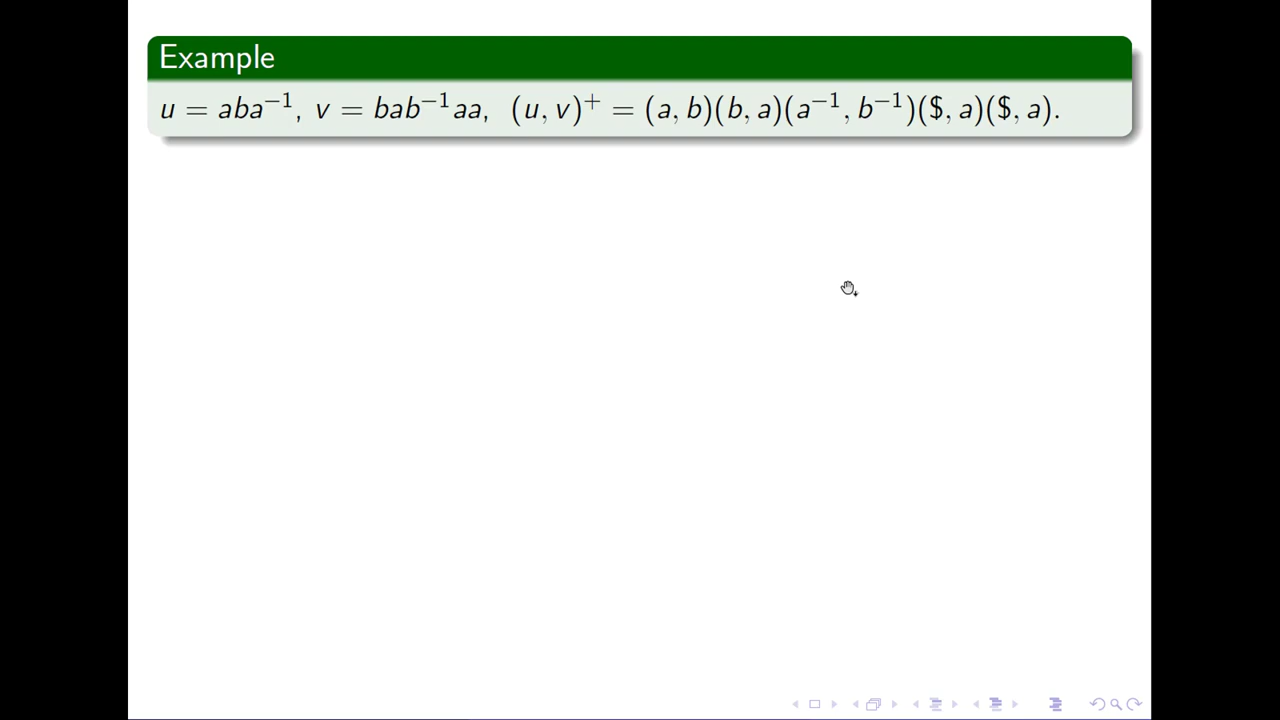 Example
u = aba⁻¹, v = bab⁻¹aa, (u, v)⁺ = (a, b)(b, a)(a⁻¹, b⁻¹)($, a)($, a).